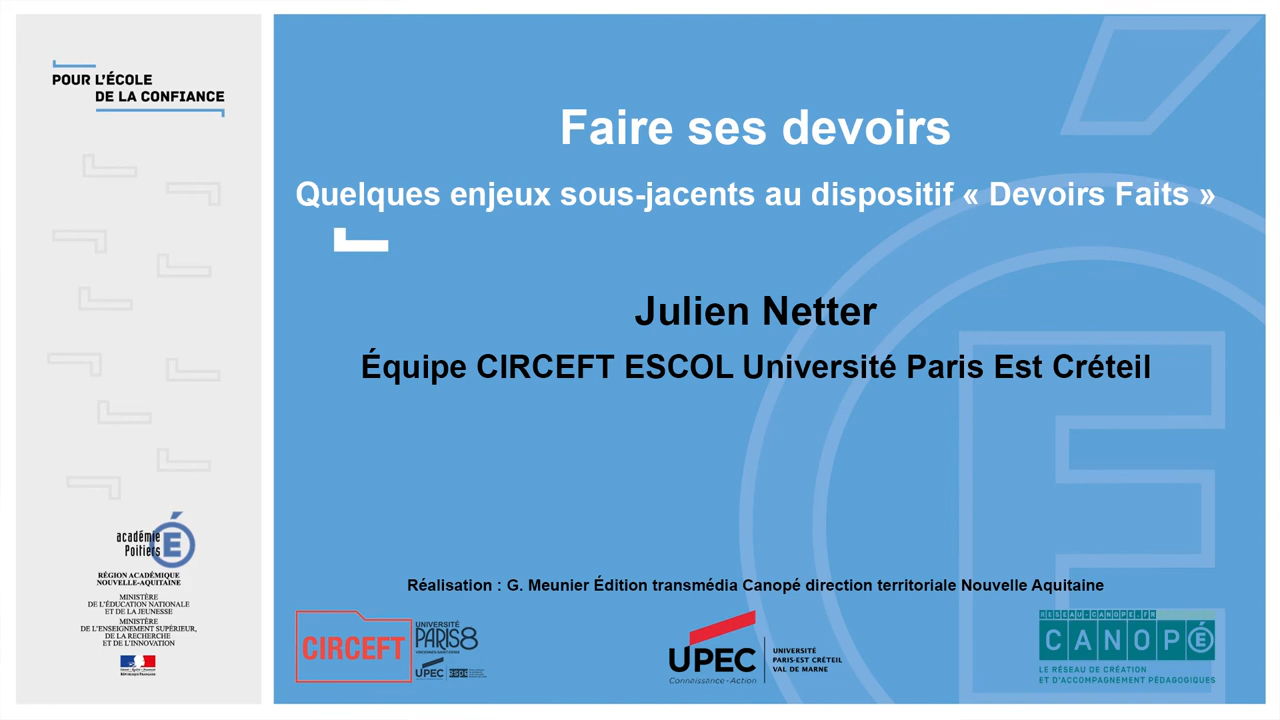 POUR L'ÉCOLE
DE LA CONFIANCE
académie
Poitiers
RÉGION ACADÉMIQUE
NOUVELLE-AQUITAINE
MINISTÈRE
DE L'ÉDUCATION NATIONALE
ET DE LA JEUNESSE
MINISTÈRE
DE L'ENSEIGNEMENT SUPÉRIEUR,
DE LA RECHERCHE
ET DE L'INNOVATION
Faire ses devoirs
Quelques enjeux sous-jacents au dispositif « Devoirs Faits »
Julien Netter
Équipe CIRCEFT ESCOL Université Paris Est Créteil
Réalisation : G. Meunier Édition transmédia Canopé direction territoriale Nouvelle Aquitaine
CIRCEFT
UNIVERSITÉ
PARIS8
UPEC
UPEC
Connaissance - Action
UNIVERSITÉ
PARIS-EST CRÉTEIL
VAL DE MARNE
RESEAU-CANOPE.FR
CANOPÉ
LE RÉSEAU DE CRÉATION
ET D'ACCOMPAGNEMENT PÉDAGOGIQUES